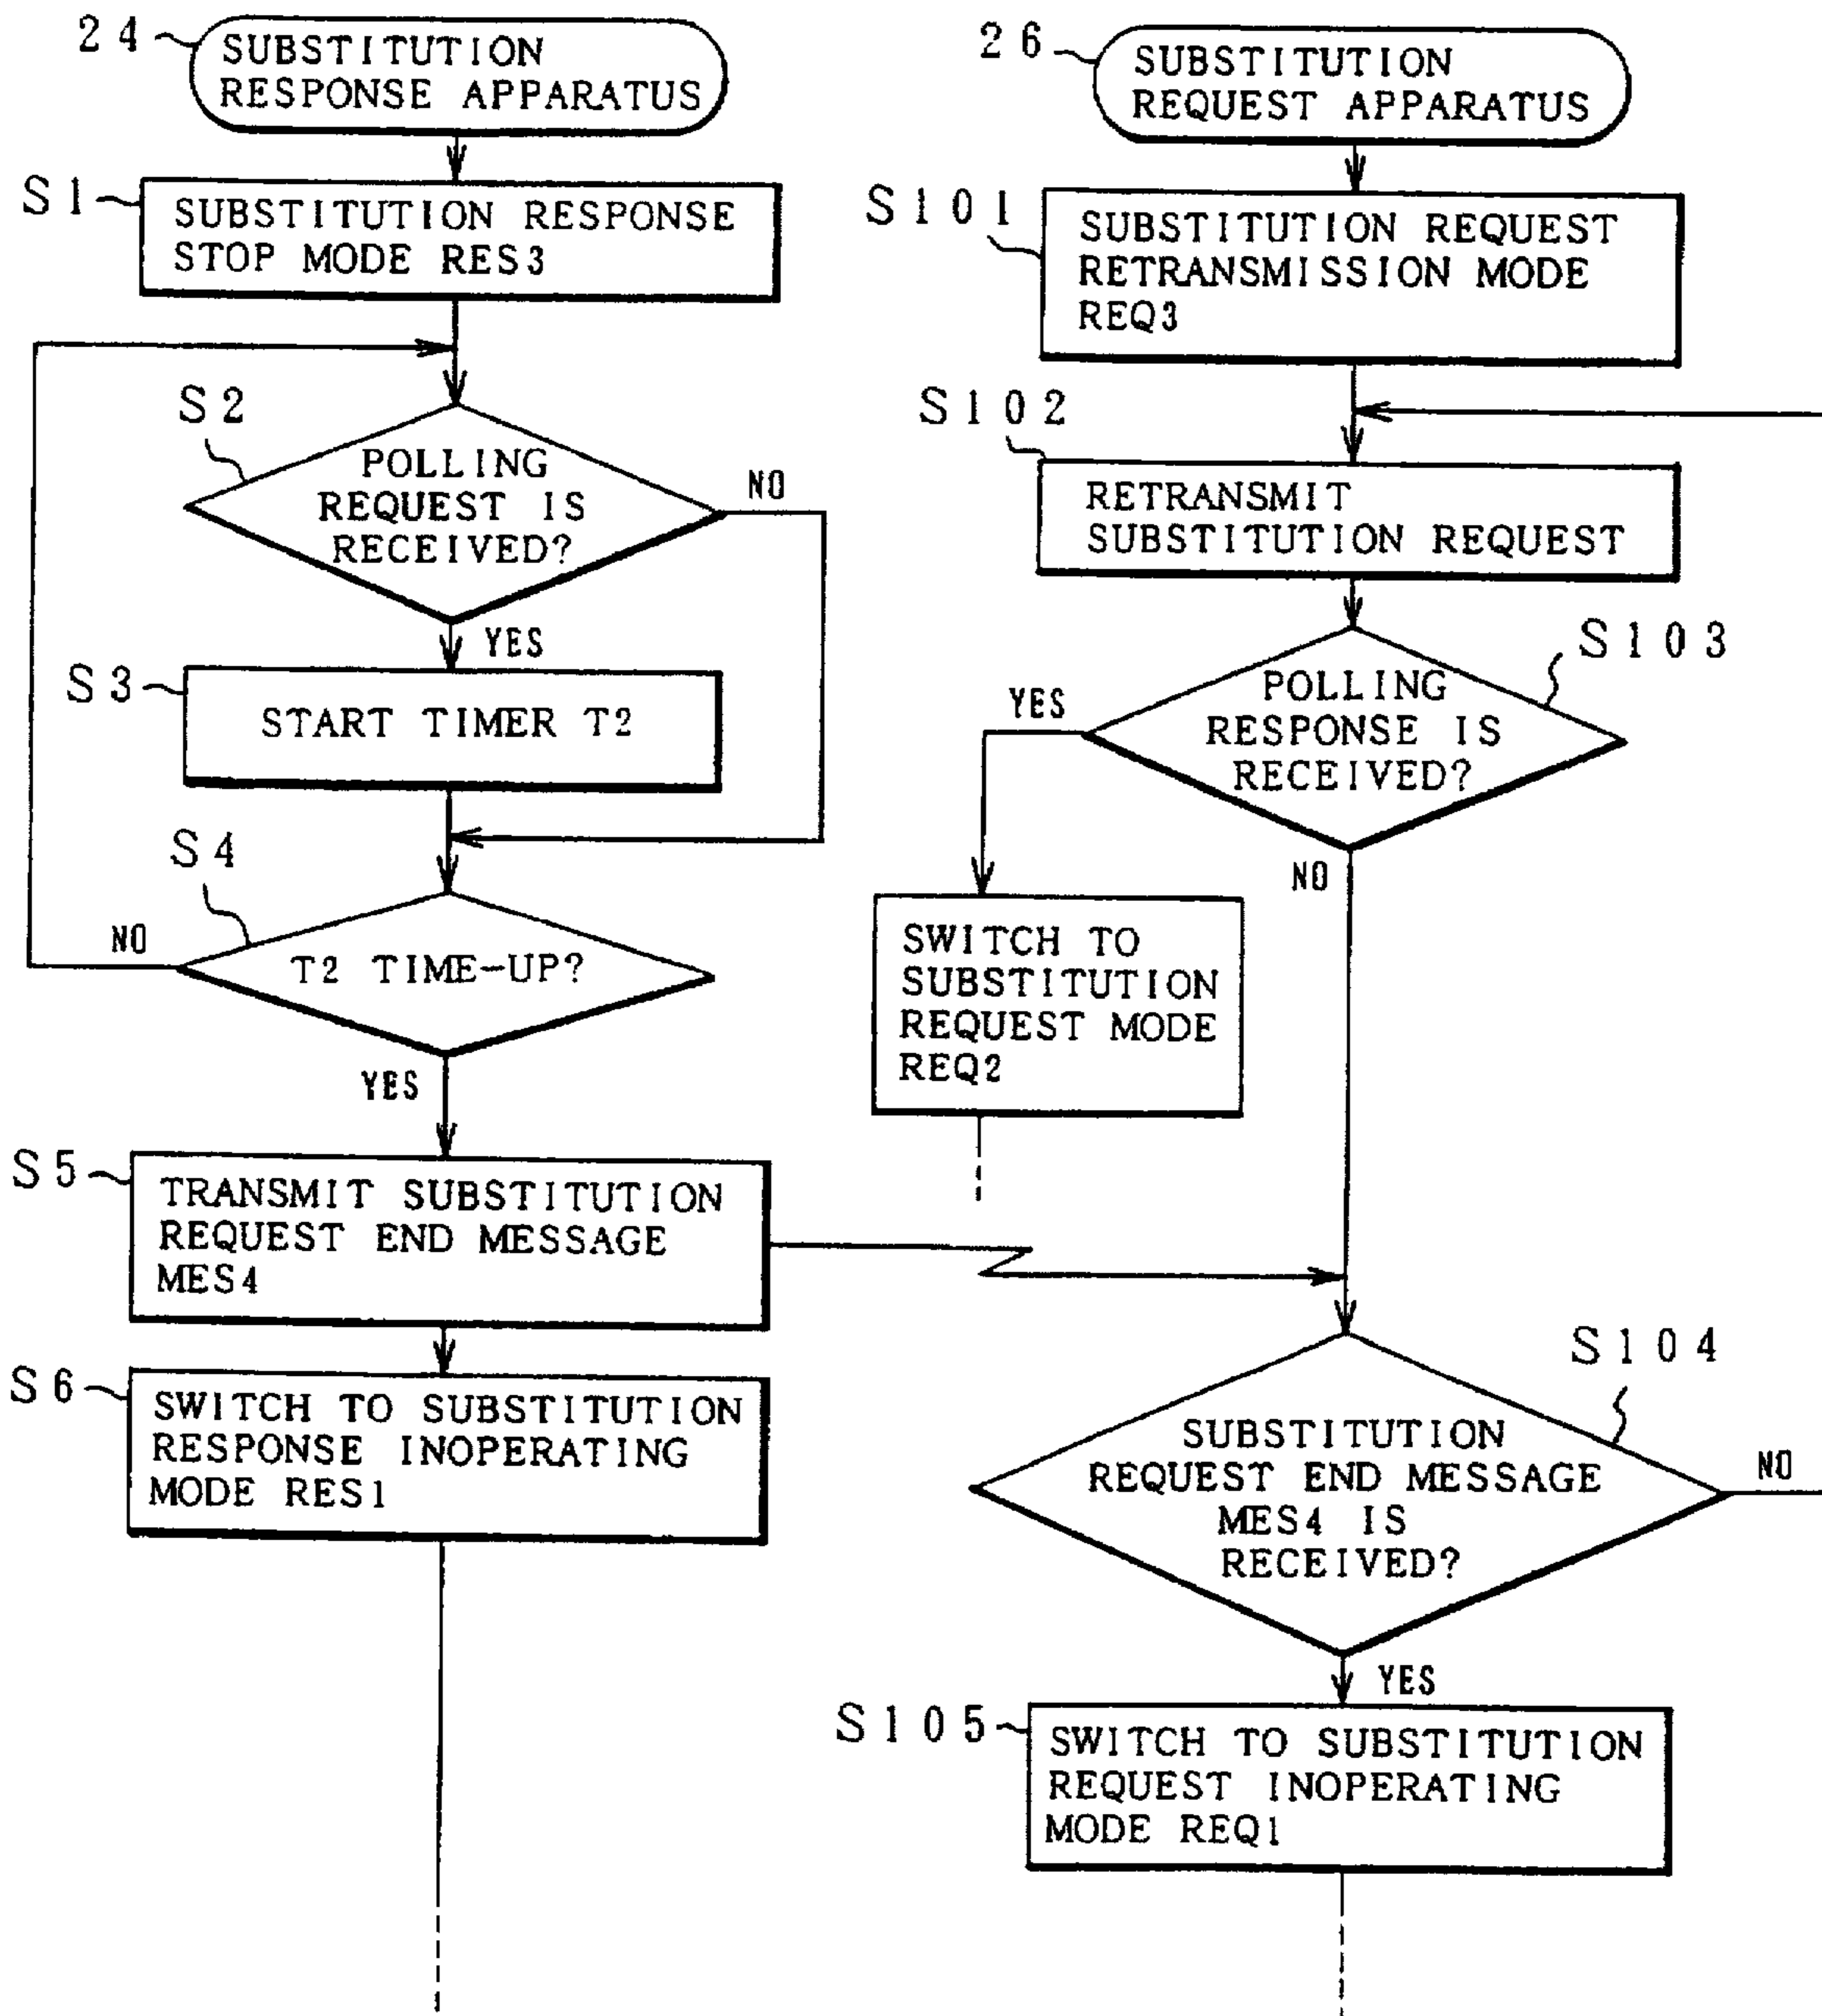 24
SUBSTITUTION
RESPONSE APPARATUS
S1
SUBSTITUTION RESPONSE
STOP MODE RES3
S2
POLLING
REQUEST IS
RECEIVED?
NO
YES
S3
START TIMER T2
S4
NO
T2 TIME-UP?
YES
S5
TRANSMIT SUBSTITUTION
REQUEST END MESSAGE
MES4
S6
SWITCH TO SUBSTITUTION
RESPONSE INOPERATING
MODE RES1
26
SUBSTITUTION
REQUEST APPARATUS
S101
SUBSTITUTION REQUEST
RETRANSMISSION MODE
REQ3
S102
RETRANSMIT
SUBSTITUTION REQUEST
S103
POLLING
RESPONSE IS
RECEIVED?
YES
NO
SWITCH TO
SUBSTITUTION
REQUEST MODE
REQ2
S104
SUBSTITUTION
REQUEST END MESSAGE
MES4 IS
RECEIVED?
NO
YES
S105
SWITCH TO SUBSTITUTION
REQUEST INOPERATING
MODE REQ1